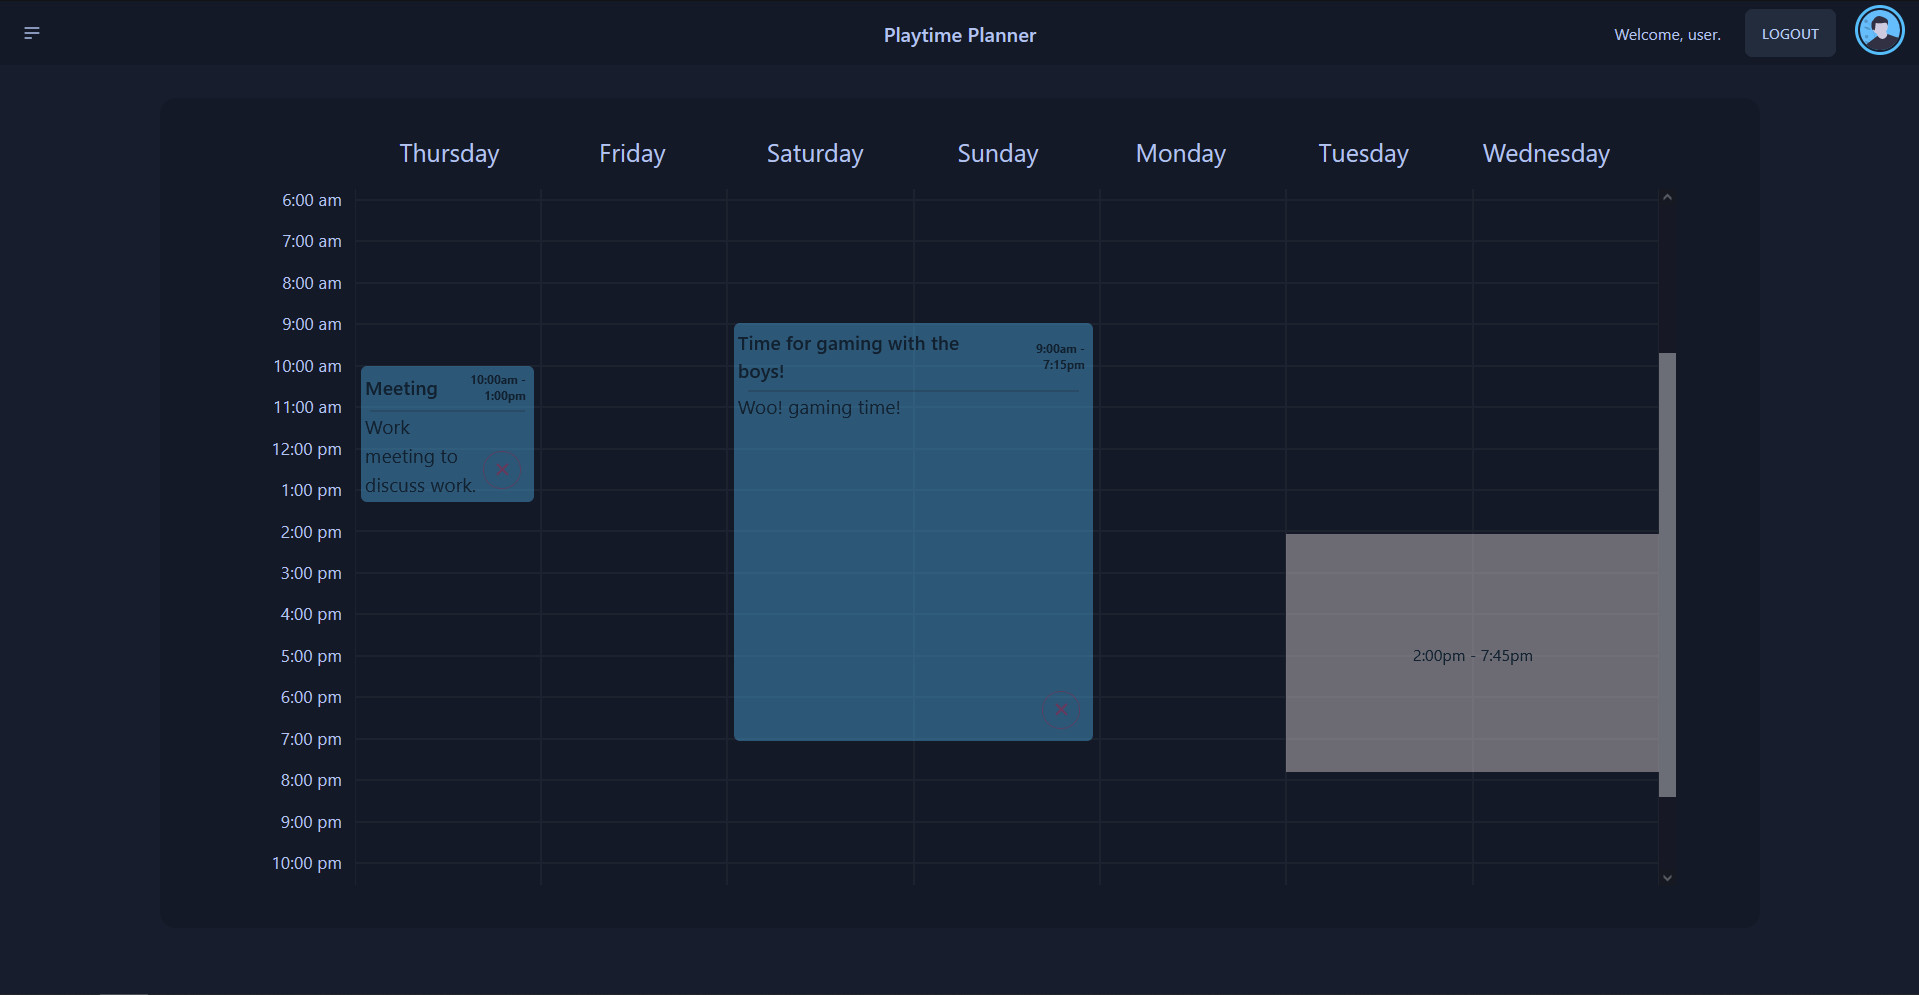 Playtime Planner
Welcome, user.
LOGOUT
Thursday
Friday
Saturday
Sunday
Monday
Tuesday
Wednesday
6:00 am
7:00 am
8:00 am
9:00 am
10:00 am
11:00 am
12:00 pm
1:00 pm
2:00 pm
3:00 pm
4:00 pm
5:00 pm
6:00 pm
7:00 pm
8:00 pm
9:00 pm
10:00 pm
Meeting
10:00am -
1:00pm
Work
meeting to
discuss work.
Time for gaming with the
boys!
9:00am -
7:15pm
Woo! gaming time!
2:00pm - 7:45pm